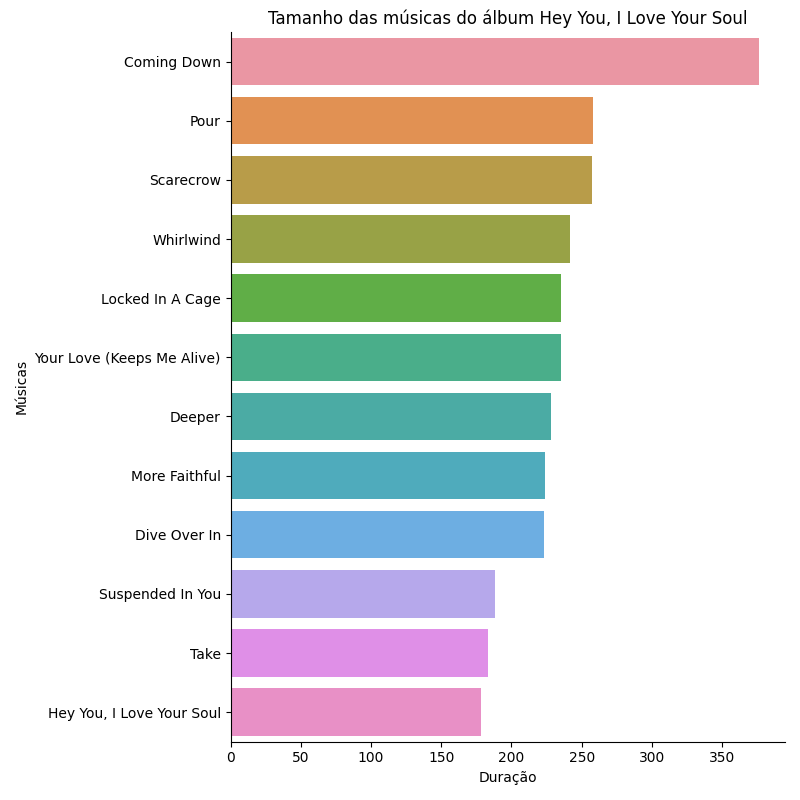 Tamanho das músicas do álbum Hey You, I Love Your Soul
Coming Down
Pour
Scarecrow
Whirlwind
Locked In A Cage
Your Love (Keeps Me Alive)
Deeper
More Faithful
Dive Over In
Suspended In You
Take
Hey You, I Love Your Soul
Músicas
0 50 100 150 200 250 300 350
Duração